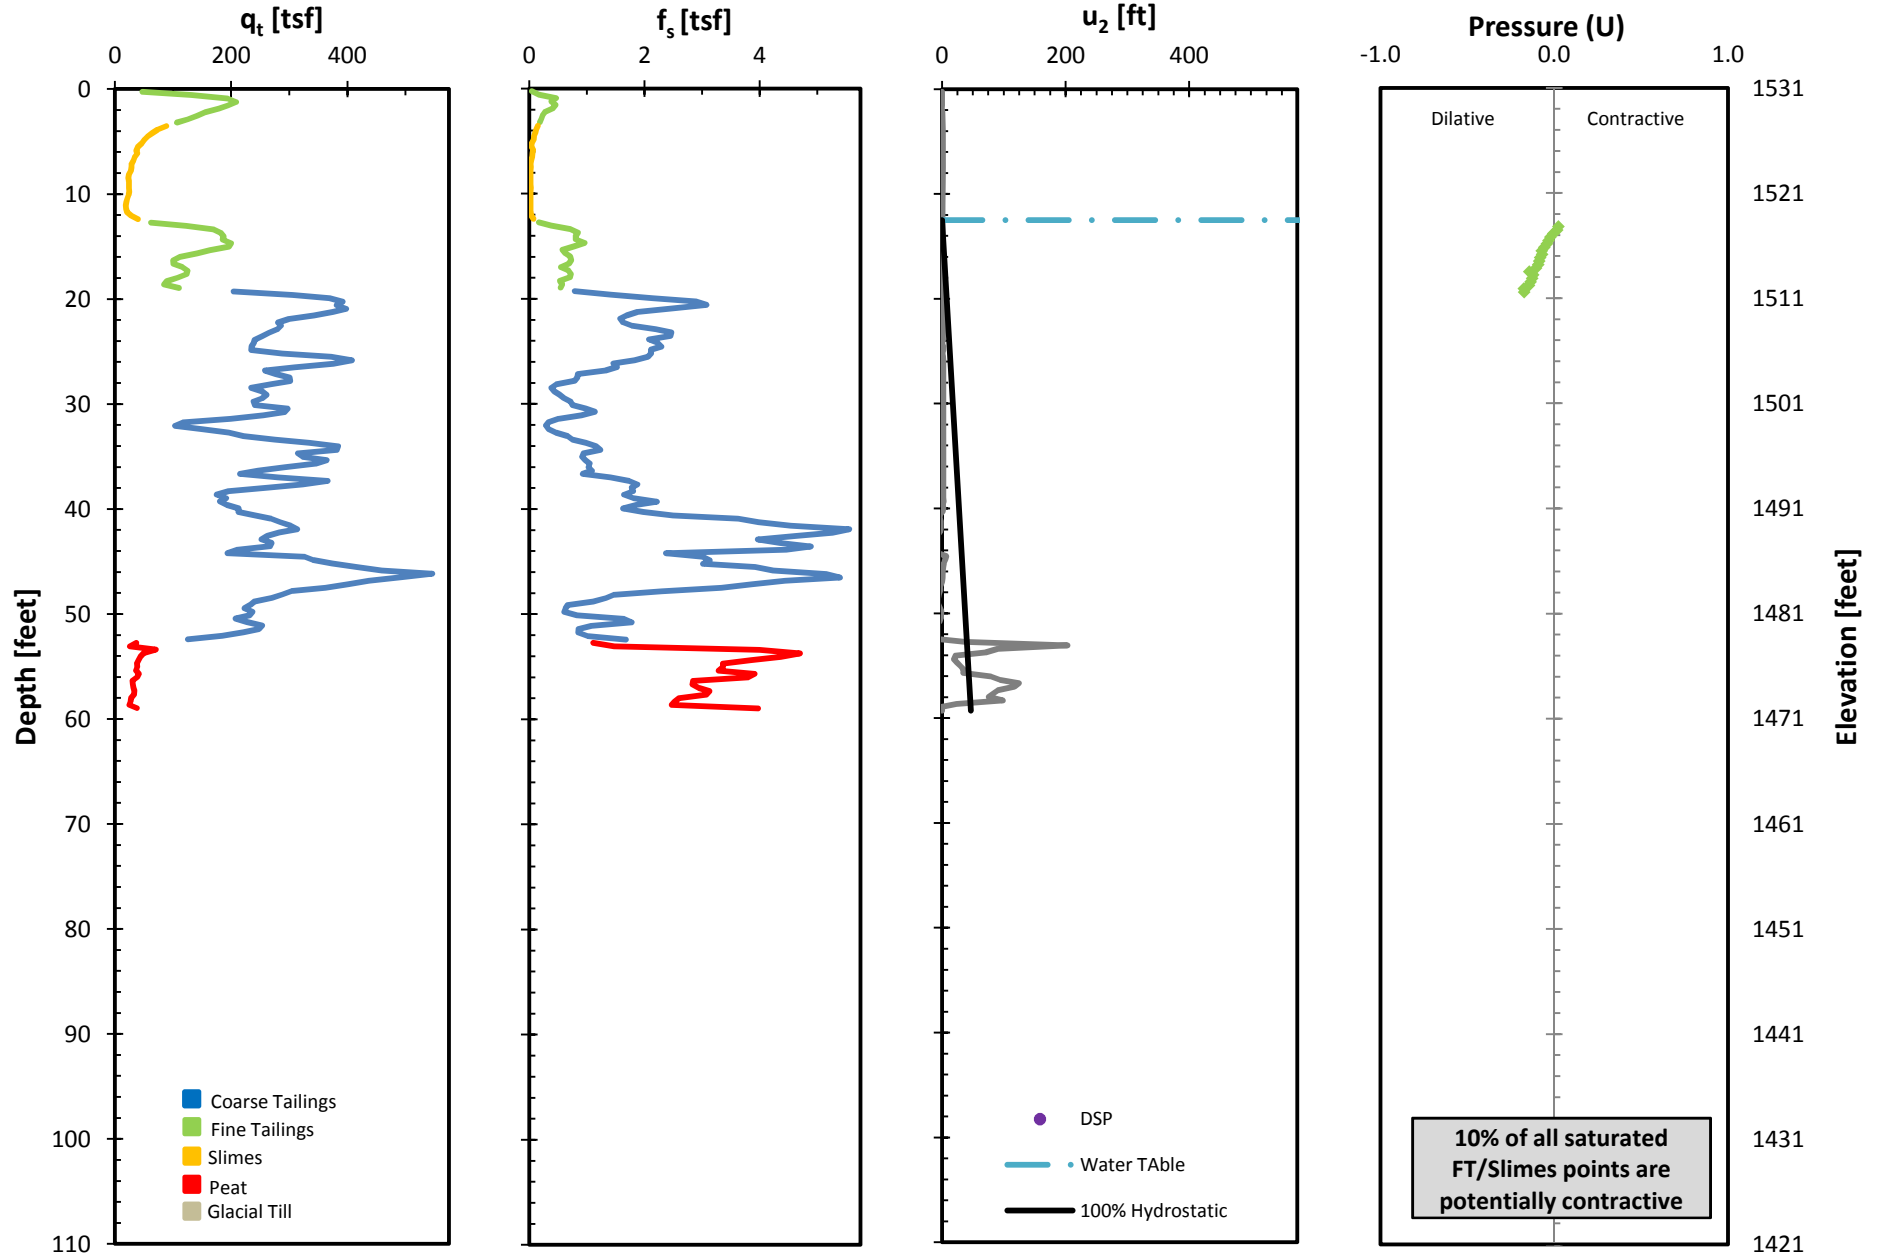 qt [tsf]
0 200 400
fs [tsf]
0 2 4
u2 [ft]
0 200 400
Pressure (U)
-1.0 0.0 1.0
Dilative Contractive
Depth [feet]
0
10
20
30
40
50
60
70
80
90
100
110
Elevation [feet]
1531
1521
1511
1501
1491
1481
1471
1461
1451
1441
1431
1421
Coarse Tailings
Fine Tailings
Slimes
Peat
Glacial Till
DSP
Water TAble
100% Hydrostatic
10% of all saturated
FT/Slimes points are
potentially contractive